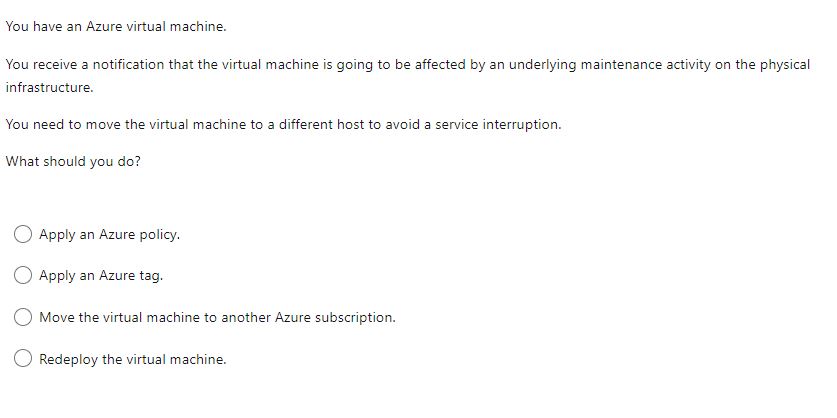 You have an Azure virtual machine.
You receive a notification that the virtual machine is going to be affected by an underlying maintenance activity on the physical
infrastructure.
You need to move the virtual machine to a different host to avoid a service interruption.
What should you do?
Apply an Azure policy.
Apply an Azure tag.
Move the virtual machine to another Azure subscription.
Redeploy the virtual machine.